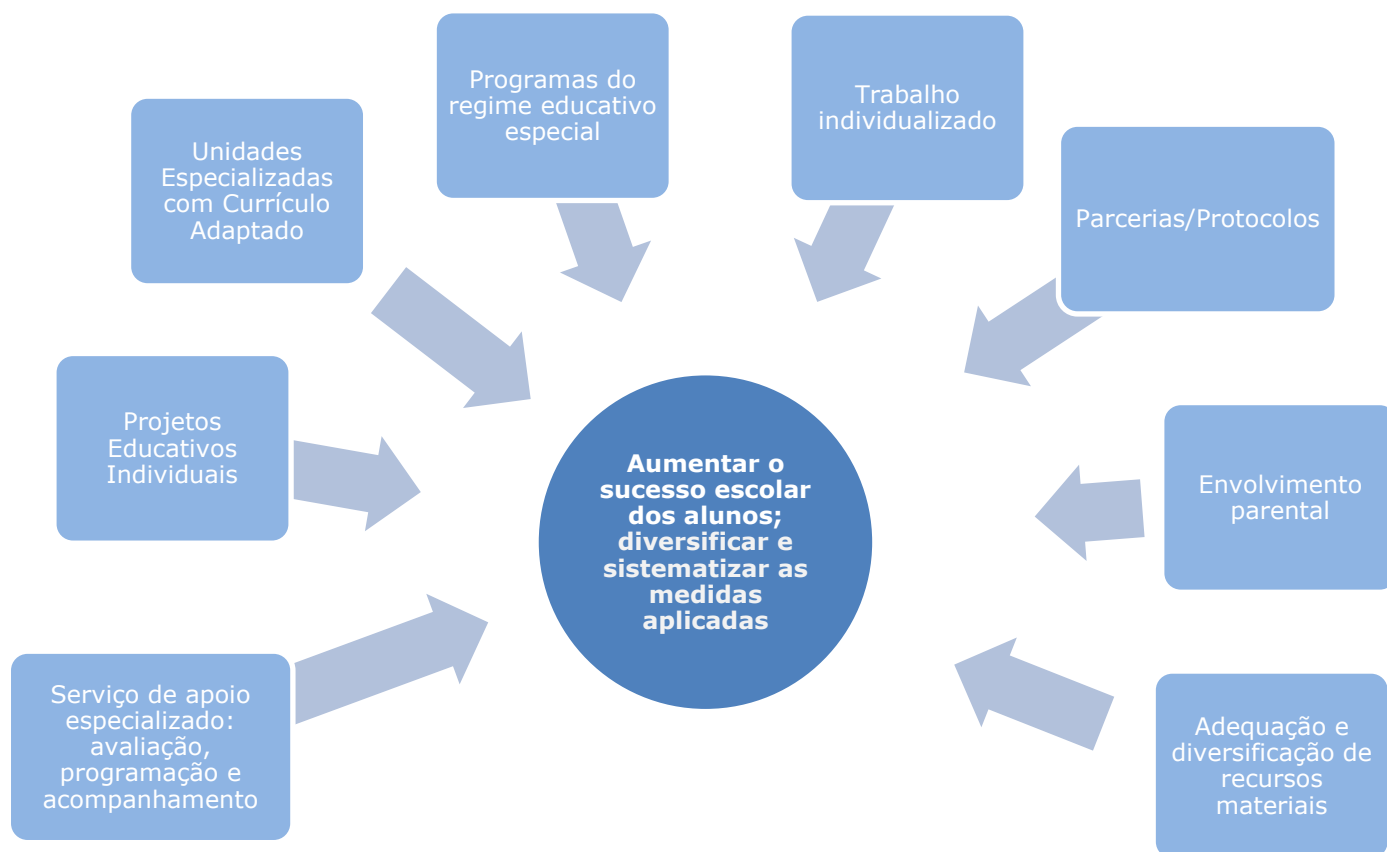 Programas do
regime educativo
especial
Trabalho
individualizado
Unidades
Especializadas
com Currículo
Adaptado
Parcerias/Protocolos
Projetos
Educativos
Individuais
Envolvimento
parental
Aumentar o
sucesso escolar
dos alunos;
diversificar e
sistematizar as
medidas
aplicadas
Serviço de apoio
especializado:
avaliação,
programação e
acompanhamento
Adequação e
diversificação de
recursos
materiais